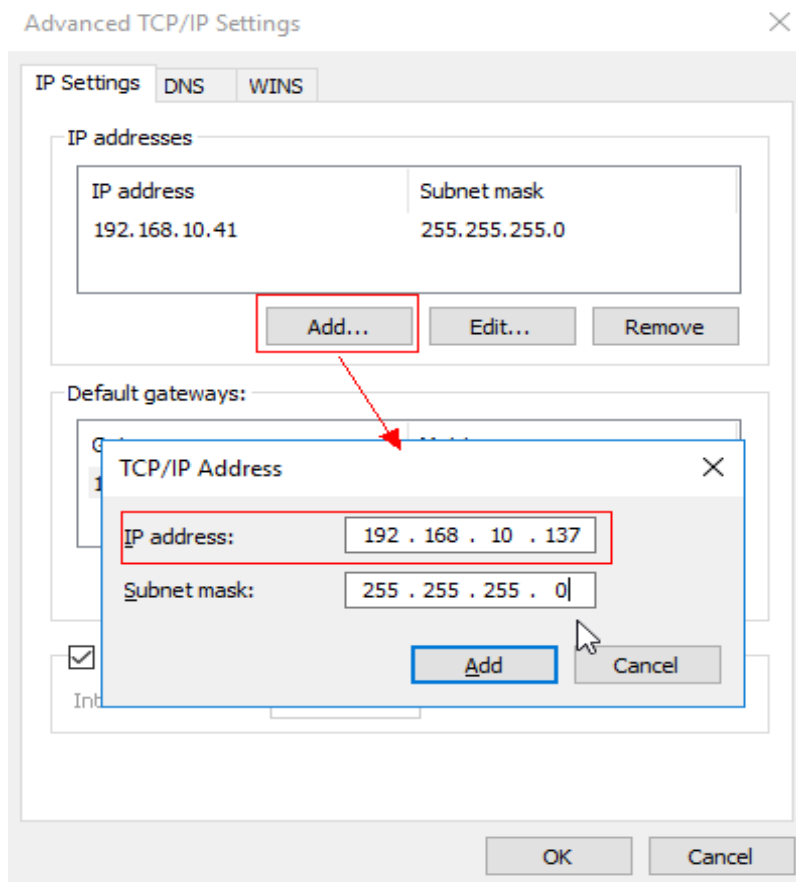 Advanced TCP/IP Settings
IP Settings DNS WINS
IP addresses
IP address Subnet mask
192.168.10.41 255.255.255.0
Add... Edit... Remove
Default gateways:
TCP/IP Address
IP address: 192 . 168 . 10 . 137
Subnet mask: 255 . 255 . 255 . 0
Add Cancel
OK Cancel